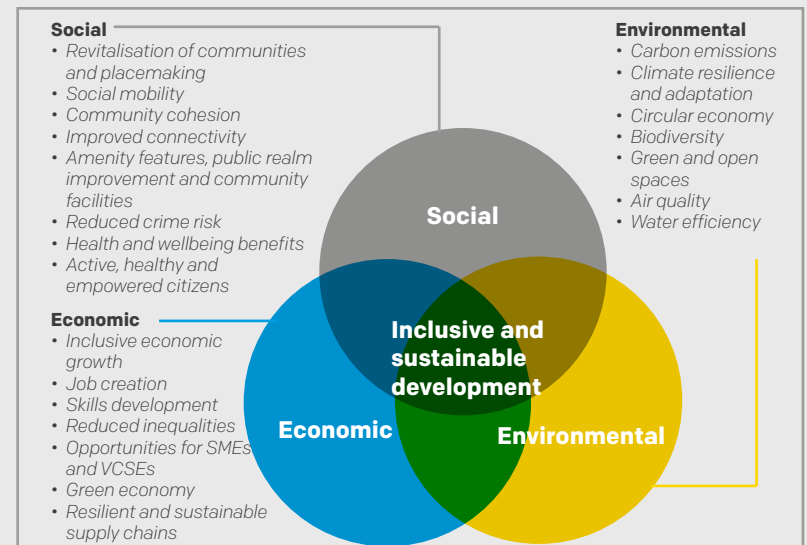 Social
• Revitalisation of communities
and placemaking
• Social mobility
• Community cohesion
• Improved connectivity
• Amenity features, public realm
improvement and community
facilities
• Reduced crime risk
• Health and wellbeing benefits
• Active, healthy and
empowered citizens
Economic
• Inclusive economic
growth
• Job creation
• Skills development
• Reduced inequalities
• Opportunities for SMEs
and VCSEs
• Green economy
• Resilient and sustainable
supply chains
Environmental
• Carbon emissions
• Climate resilience
and adaptation
• Circular economy
• Biodiversity
• Green and open
spaces
• Air quality
• Water efficiency
Social
Inclusive and
sustainable
development
Economic
Environmental